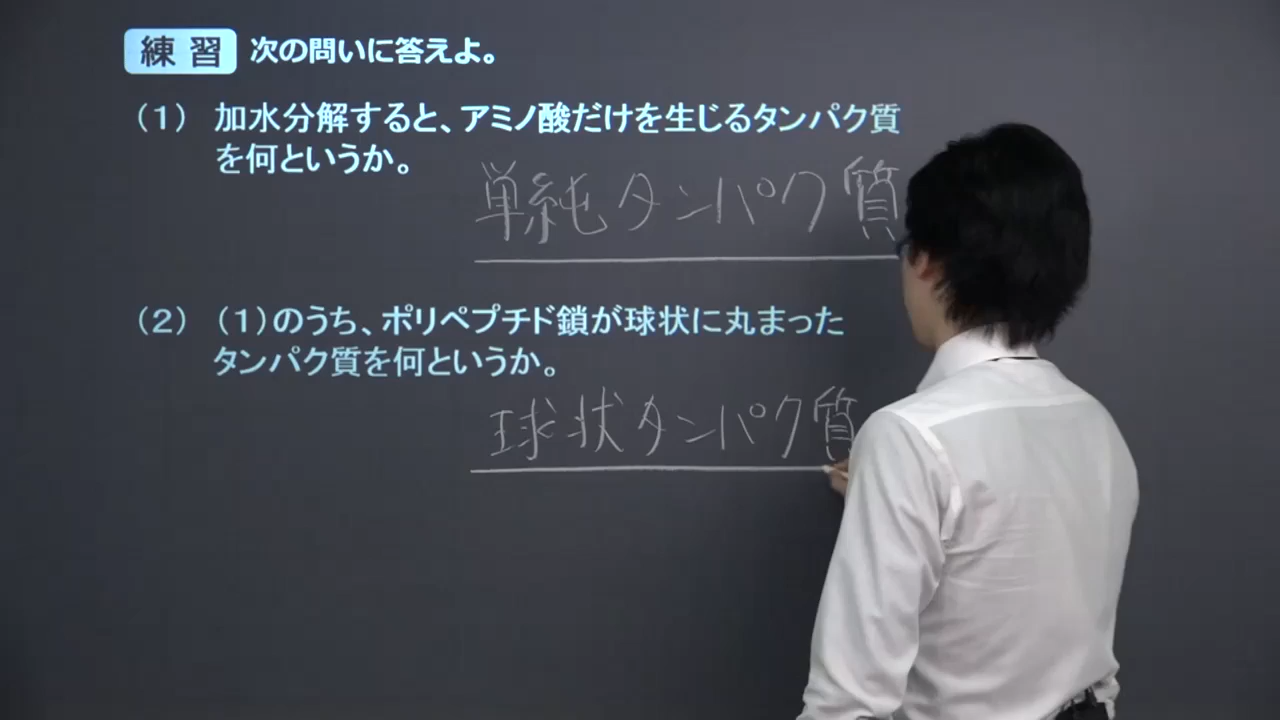 練習 次の問いに答えよ。
(1) 加水分解すると、アミノ酸だけを生じるタンパク質
を何というか。
単純タンパク質
(2) (1)のうち、ポリペプチド鎖が球状に丸まった
タンパク質を何というか。
球状タンパク質